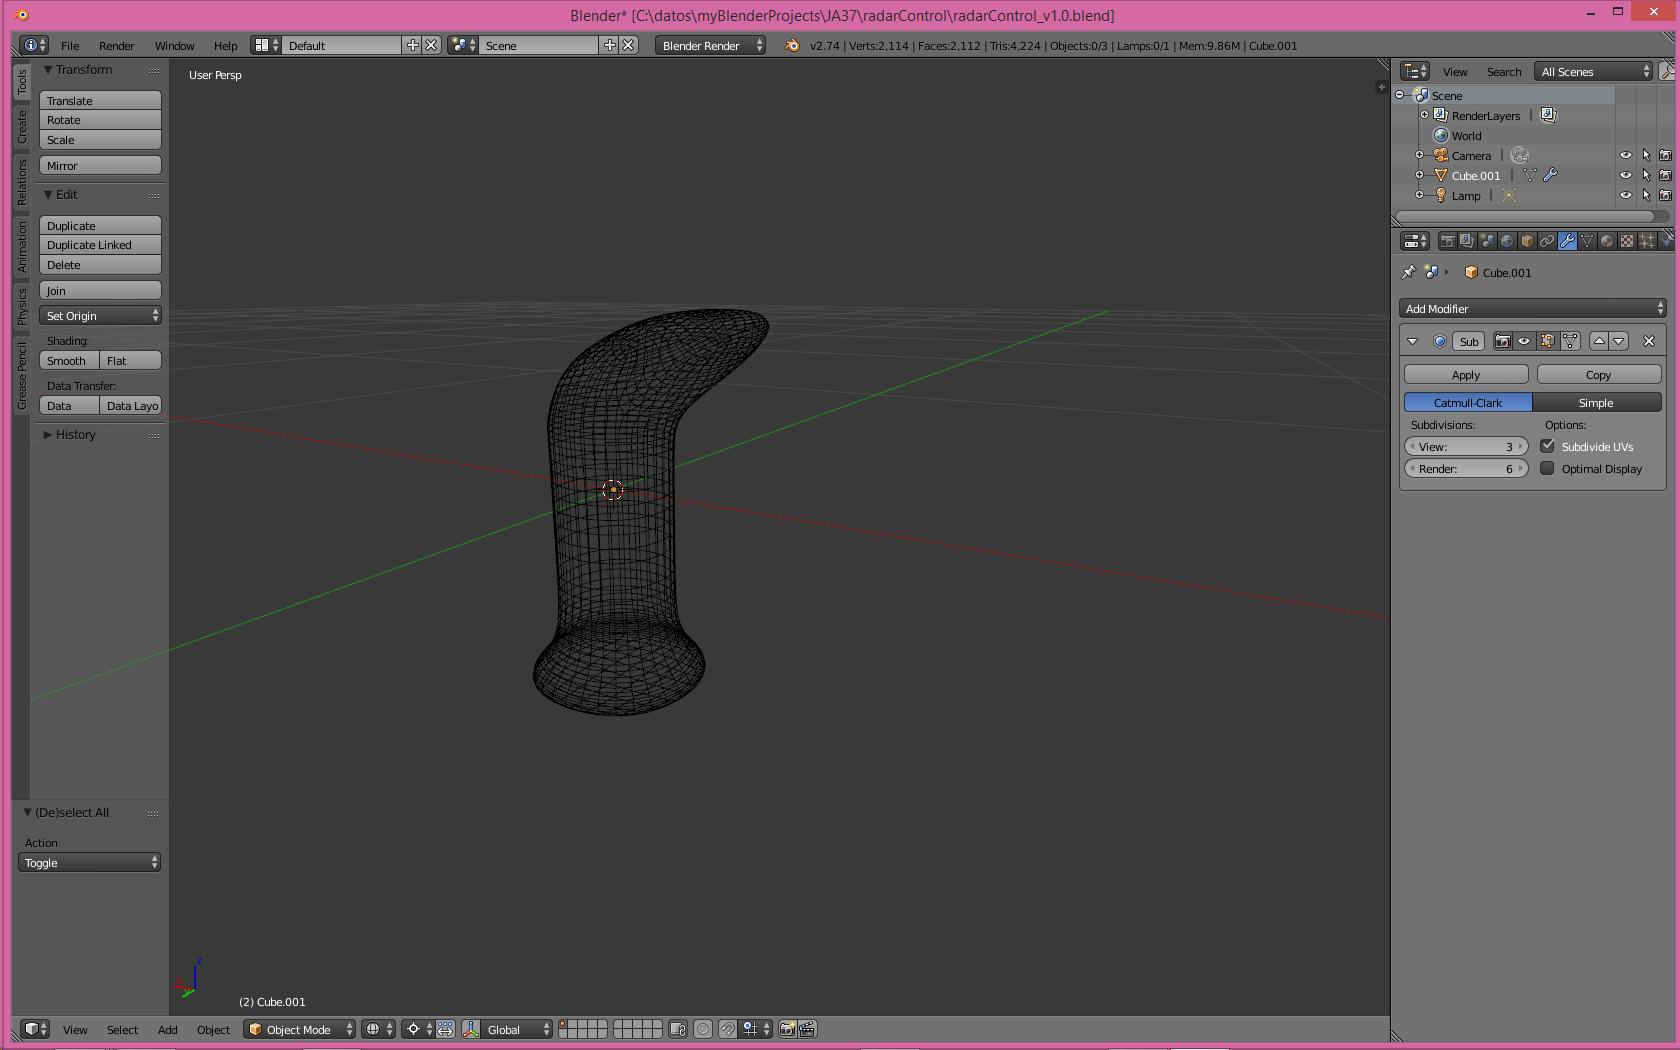 Blender* [C:\datos\myBlenderProjects\JA37\radarControl\radarControl_v1.0.blend]
File Render Window Help Default Scene Blender Render v2.74 | Verts:2,114 | Faces:2,112 | Tris:4,224 | Objects:0/3 | Lamps:0/1 | Mem:9.86M | Cube.001
Tools
Create
Relations
Animation
Physics
Grease Pencil
Transform
Translate
Rotate
Scale
Mirror
Edit
Duplicate
Duplicate Linked
Delete
Join
Set Origin
Shading:
Smooth Flat
Data Transfer:
Data Data Layo
History
(De)select All
Action
Toggle
User Persp
z
(2) Cube.001
View Select Add Object Object Mode Global
View Search All Scenes
Scene
RenderLayers |
World
Camera |
Cube.001 |
Lamp |
Cube.001
Add Modifier
Sub
Apply Copy
Catmull-Clark Simple
Subdivisions: Options:
View: 3 Subdivide UVs
Render: 6 Optimal Display